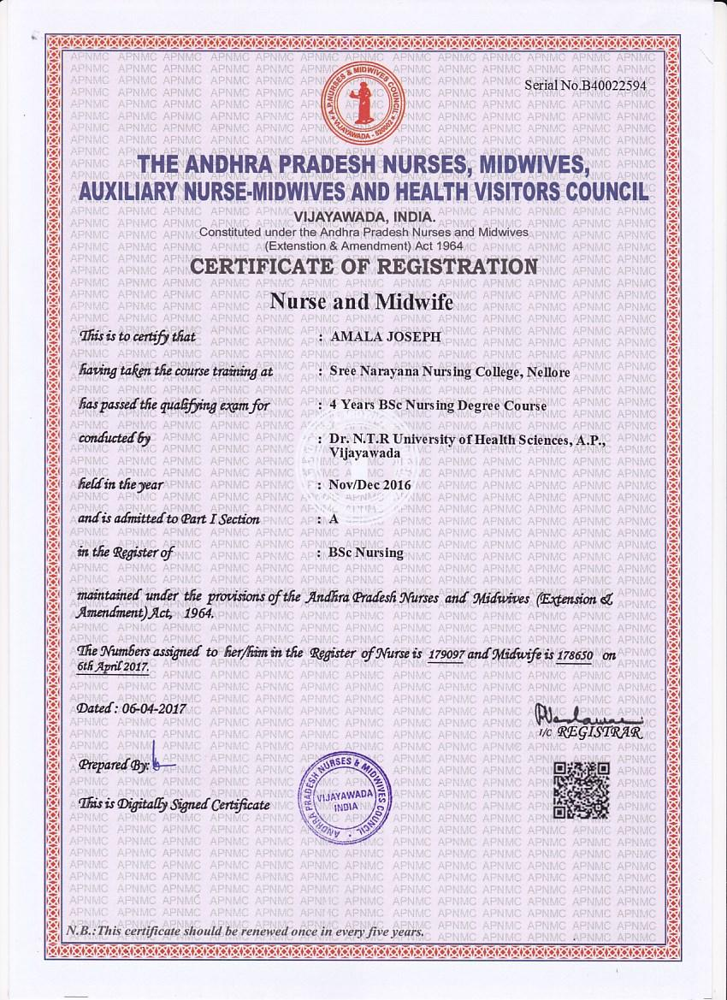 Serial No.B40022594
A.P.NURSES & MIDWIVES COUNCIL
VIJAYAWADA - 520002
THE ANDHRA PRADESH NURSES, MIDWIVES,
AUXILIARY NURSE-MIDWIVES AND HEALTH VISITORS COUNCIL
VIJAYAWADA, INDIA.
Constituted under the Andhra Pradesh Nurses and Midwives
(Extenstion & Amendment) Act 1964
CERTIFICATE OF REGISTRATION
Nurse and Midwife
This is to certify that : AMALA JOSEPH
having taken the course training at : Sree Narayana Nursing College, Nellore
has passed the qualifying exam for : 4 Years BSc Nursing Degree Course
conducted by : Dr. N.T.R University of Health Sciences, A.P.,
Vijayawada
held in the year : Nov/Dec 2016
and is admitted to Part I Section : A
in the Register of : BSc Nursing
maintained under the provisions of the Andhra Pradesh Nurses and Midwives (Extension &
Amendment) Act, 1964.
The Numbers assigned to her/him in the Register of Nurse is 179097 and Midwife is 178650 on
6th April 2017.
Dated : 06-04-2017
I/C REGISTRAR
Prepared By:
ANDHRA PRADESH NURSES & MIDWIVES COUNCIL
VIJAYAWADA
INDIA
This is Digitally Signed Certificate
N.B.:This certificate should be renewed once in every five years.